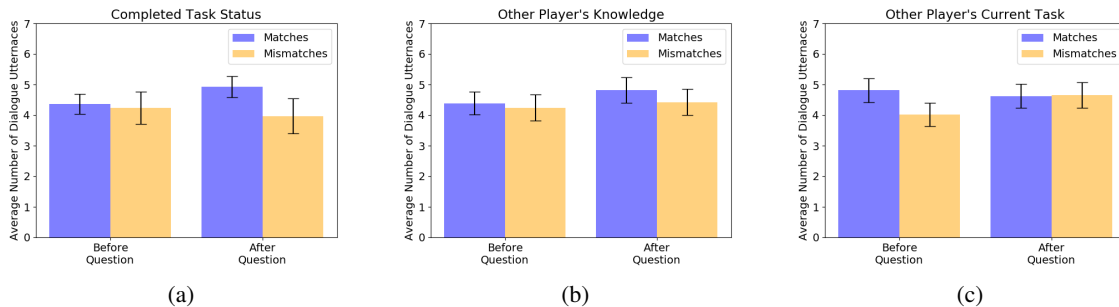 Completed Task Status
Average Number of Dialogue Utternaces
7
6
5
4
3
2
1
0
Matches
Mismatches
Before
Question
After
Question
(a)
Other Player's Knowledge
Average Number of Dialogue Utternaces
7
6
5
4
3
2
1
0
Matches
Mismatches
Before
Question
After
Question
(b)
Other Player's Current Task
Average Number of Dialogue Utternaces
7
6
5
4
3
2
1
0
Matches
Mismatches
Before
Question
After
Question
(c)